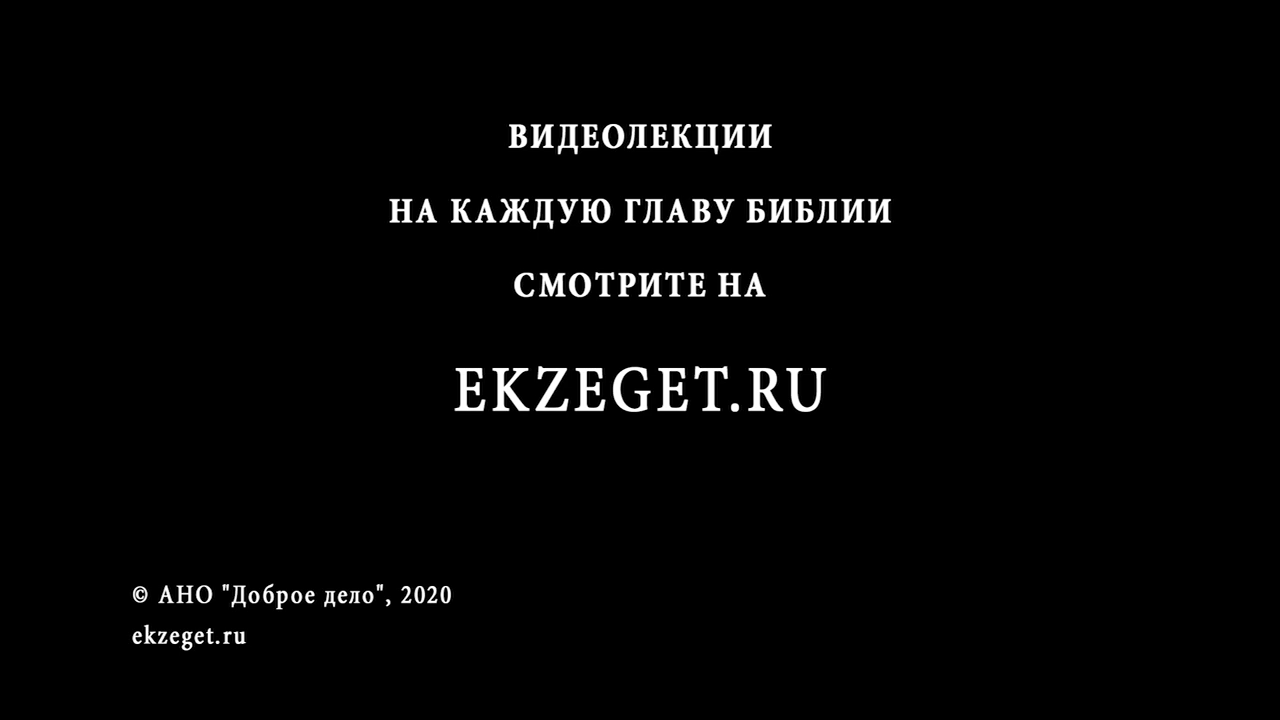 ВИДЕОЛЕКЦИИ
НА КАЖДУЮ ГЛАВУ БИБЛИИ
СМОТРИТЕ НА
EKZEGET.RU
© АНО "Доброе дело", 2020
ekzeget.ru